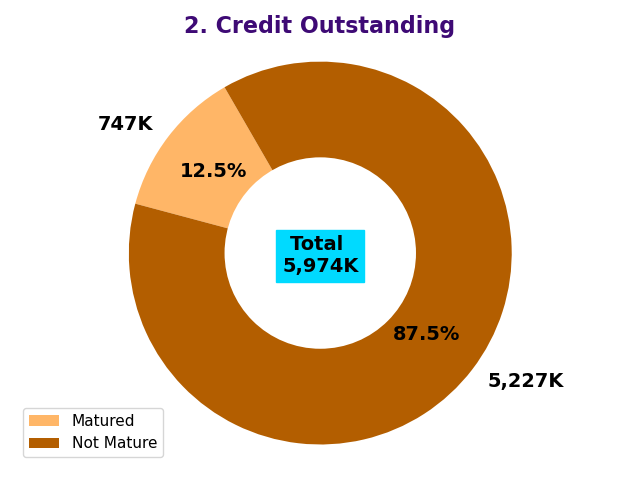 2. Credit Outstanding
747K
12.5%
Total
5,974K
87.5%
5,227K
Matured
Not Mature